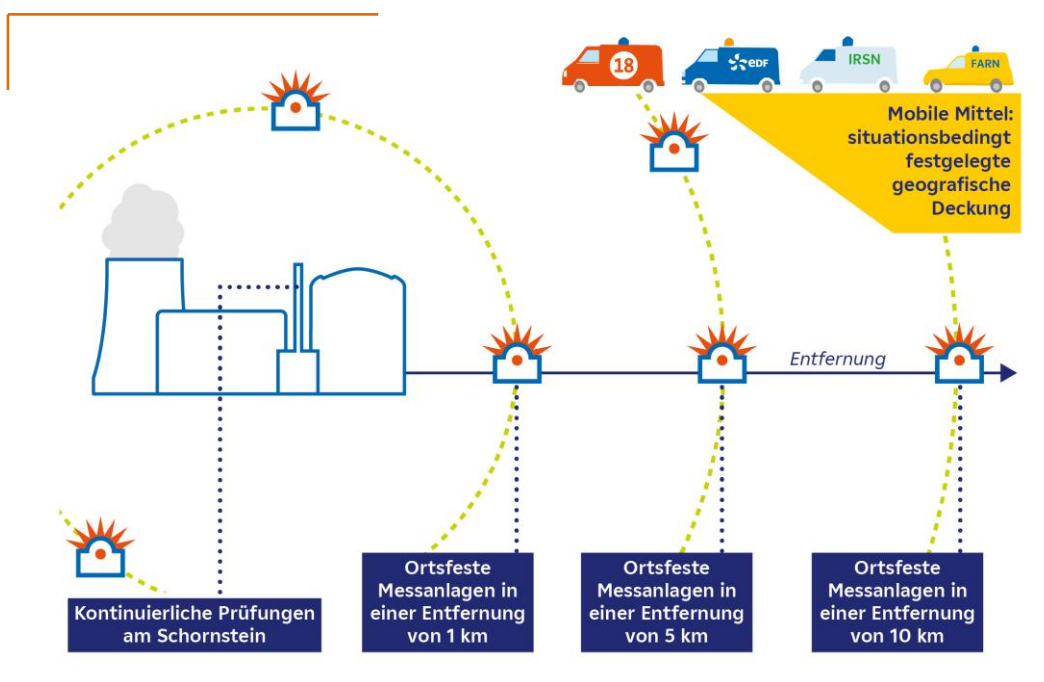 18
edF
IRSN
FARN
Mobile Mittel:
situationsbedingt
festgelegte
geografische
Deckung
Entfernung
Kontinuierliche Prüfungen
am Schornstein
Ortsfeste
Messanlagen in
einer Entfernung
von 1 km
Ortsfeste
Messanlagen in
einer Entfernung
von 5 km
Ortsfeste
Messanlagen in
einer Entfernung
von 10 km